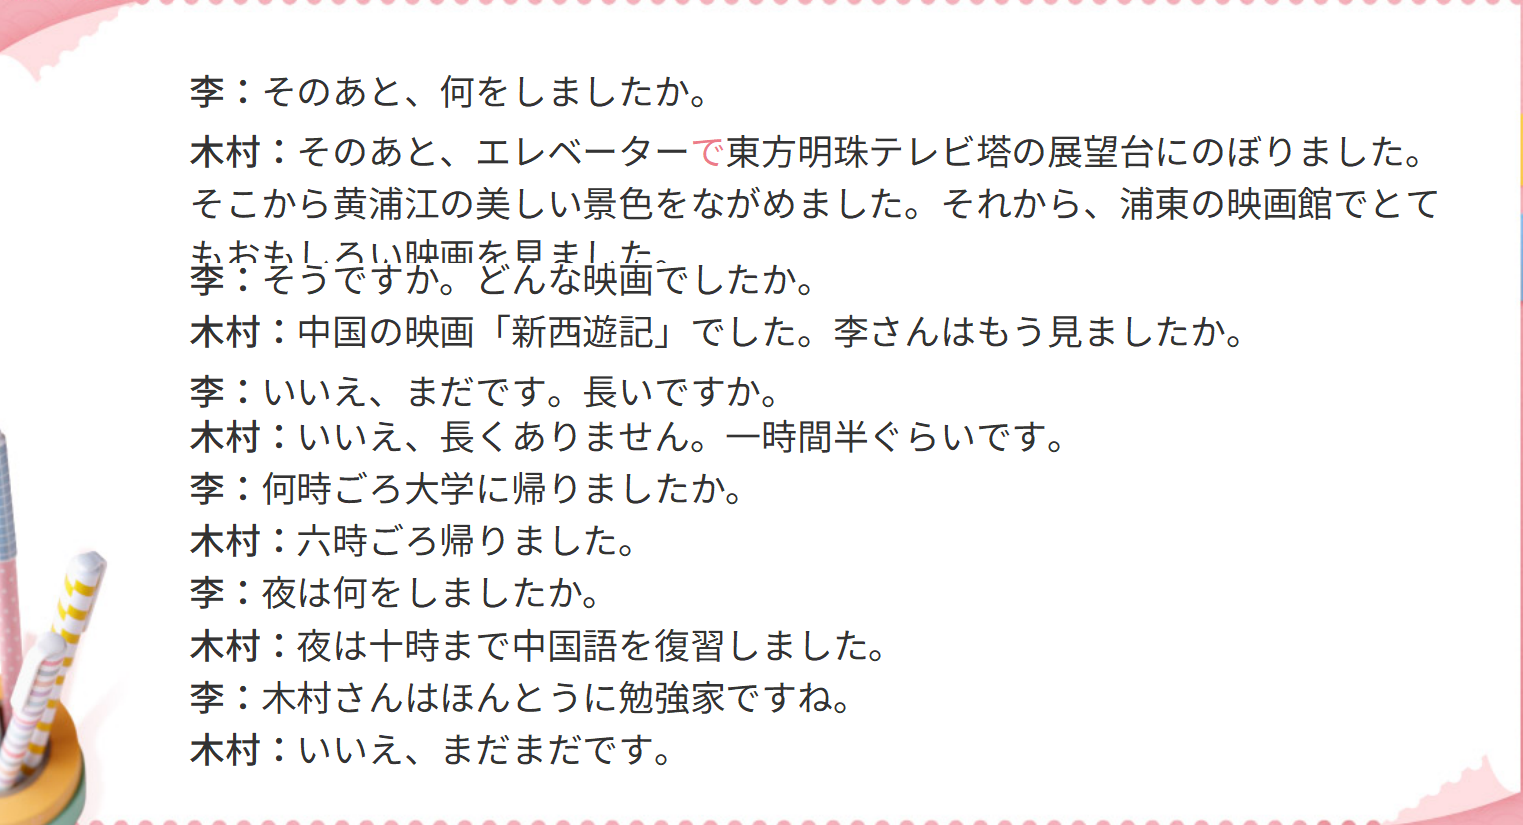 李：そのあと、何をしましたか。
木村：そのあと、エレベーターで東方明珠テレビ塔の展望台にのぼりました。
そこから黄浦江の美しい景色をながめました。それから、浦東の映画館でとて
もおもしろい映画を見ました。
李：そうですか。どんな映画でしたか。
木村：中国の映画「新西遊記」でした。李さんはもう見ましたか。
李：いいえ、まだです。長いですか。
木村：いいえ、長くありません。一時間半ぐらいです。
李：何時ごろ大学に帰りましたか。
木村：六時ごろ帰りました。
李：夜は何をしましたか。
木村：夜は十時まで中国語を復習しました。
李：木村さんはほんとうに勉強家ですね。
木村：いいえ、まだまだです。